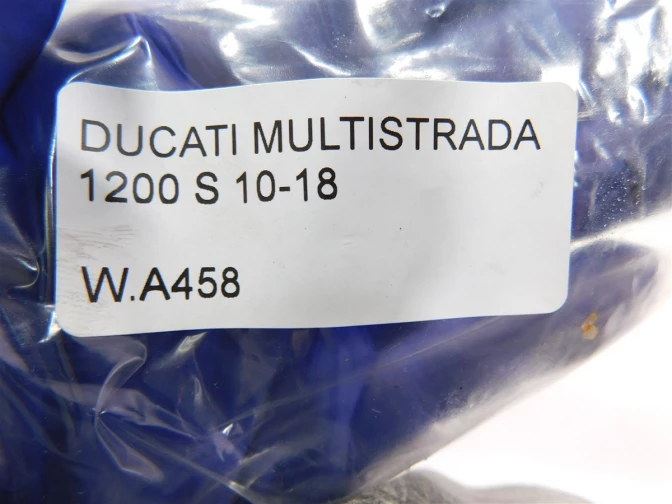 DUCATI MULTISTRADA
1200 S 10-18
W.A458